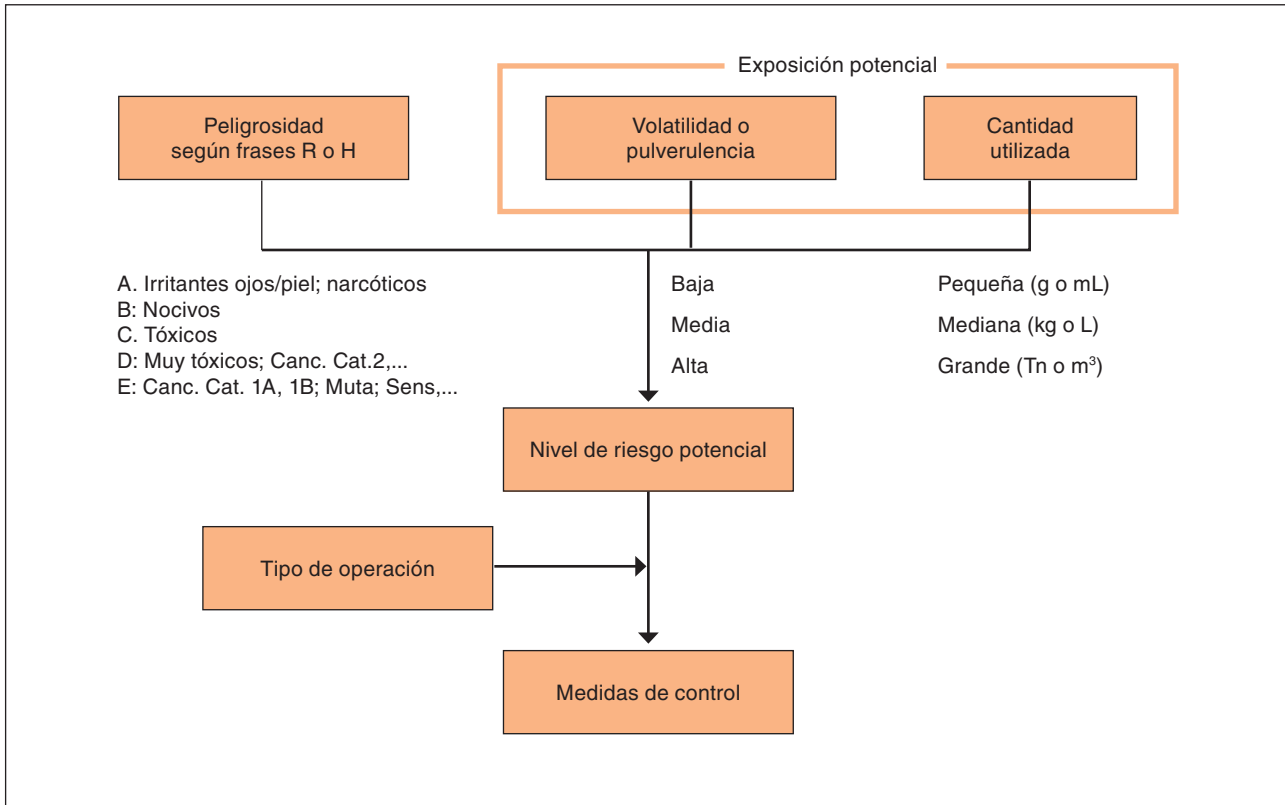 Exposición potencial
Peligrosidad
según frases R o H
Volatilidad o
pulverulencia
Cantidad
utilizada
A. Irritantes ojos/piel; narcóticos
B: Nocivos
C. Tóxicos
D: Muy tóxicos; Canc. Cat.2,...
E: Canc. Cat. 1A, 1B; Muta; Sens,...
Baja
Media
Alta
Pequeña (g o mL)
Mediana (kg o L)
Grande (Tn o m³)
Nivel de riesgo potencial
Tipo de operación
Medidas de control